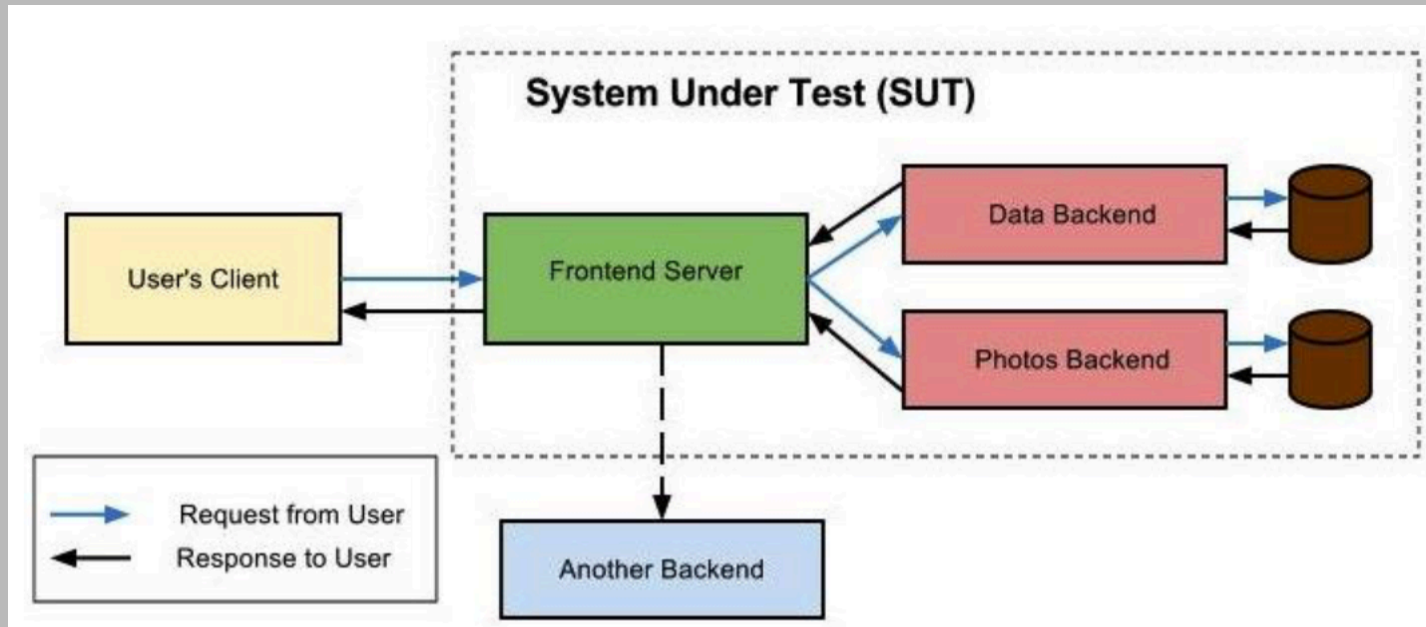 System Under Test (SUT)
Data Backend
User's Client
Frontend Server
Photos Backend
Request from User
Response to User
Another Backend